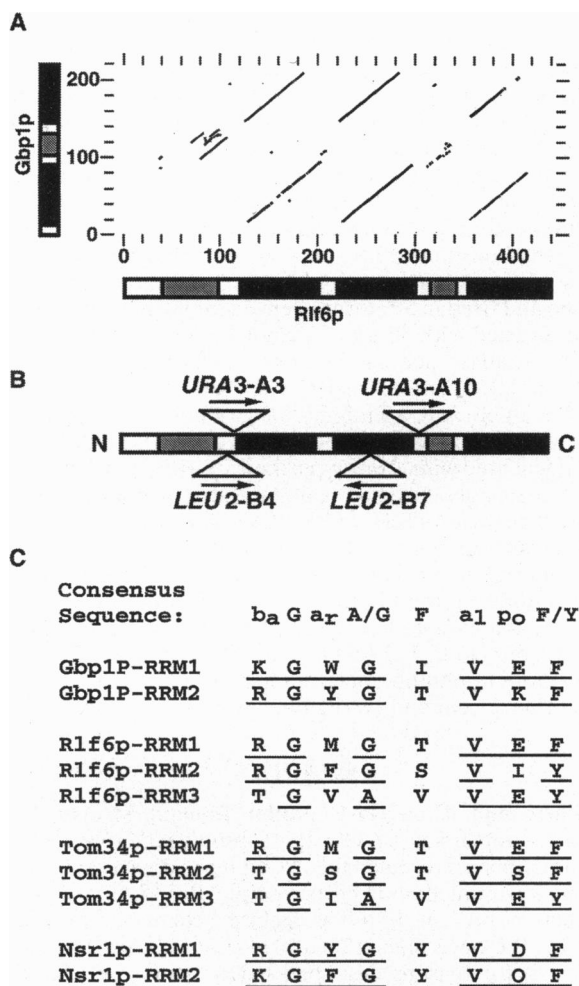 A
Gbp1p
200
100
0
0 100 200 300 400
Rlf6p
B
URA3-A3 URA3-A10
N C
LEU2-B4 LEU2-B7
C
Consensus
Sequence: ba G ar A/G F al po F/Y
Gbp1P-RRM1 K G W G I V E F
Gbp1P-RRM2 R G Y G T V K F
Rlf6p-RRM1 R G M G T V E F
Rlf6p-RRM2 R G F G S V I Y
Rlf6p-RRM3 T G V A V V E Y
Tom34p-RRM1 R G M G T V E F
Tom34p-RRM2 T G S G T V S F
Tom34p-RRM3 T G I A V V E Y
Nsr1p-RRM1 R G Y G Y V D F
Nsr1p-RRM2 K G F G Y V O F